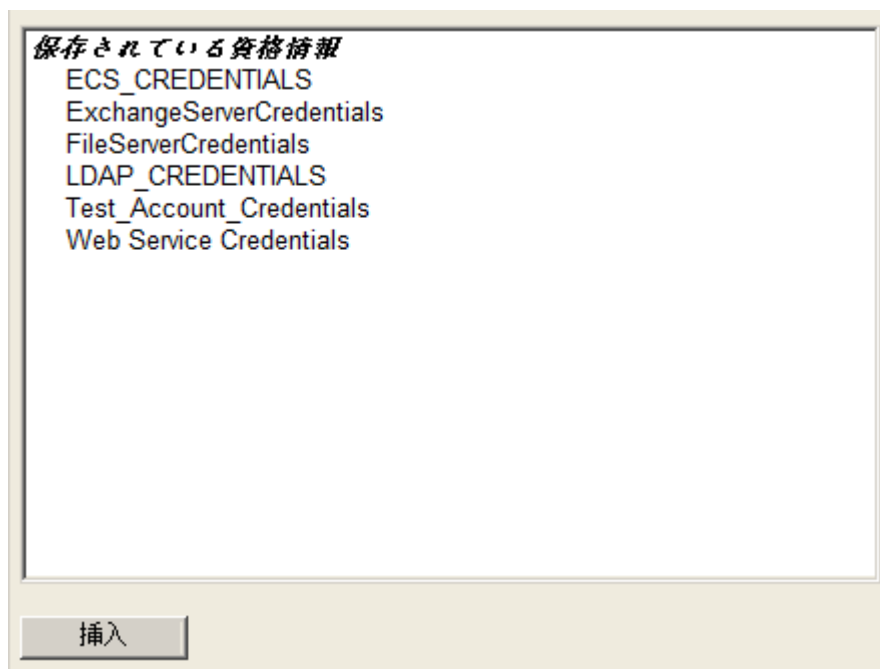 保存されている資格情報
ECS_CREDENTIALS
ExchangeServerCredentials
FileServerCredentials
LDAP_CREDENTIALS
Test_Account_Credentials
Web Service Credentials
挿入